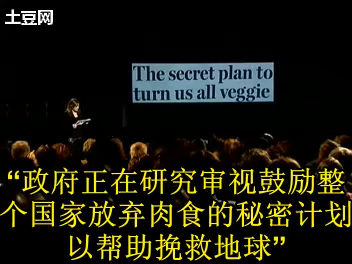 土豆网
The secret plan to
turn us all veggie
“政府正在研究审视鼓励整
个国家放弃肉食的秘密计划
以帮助挽救地球”